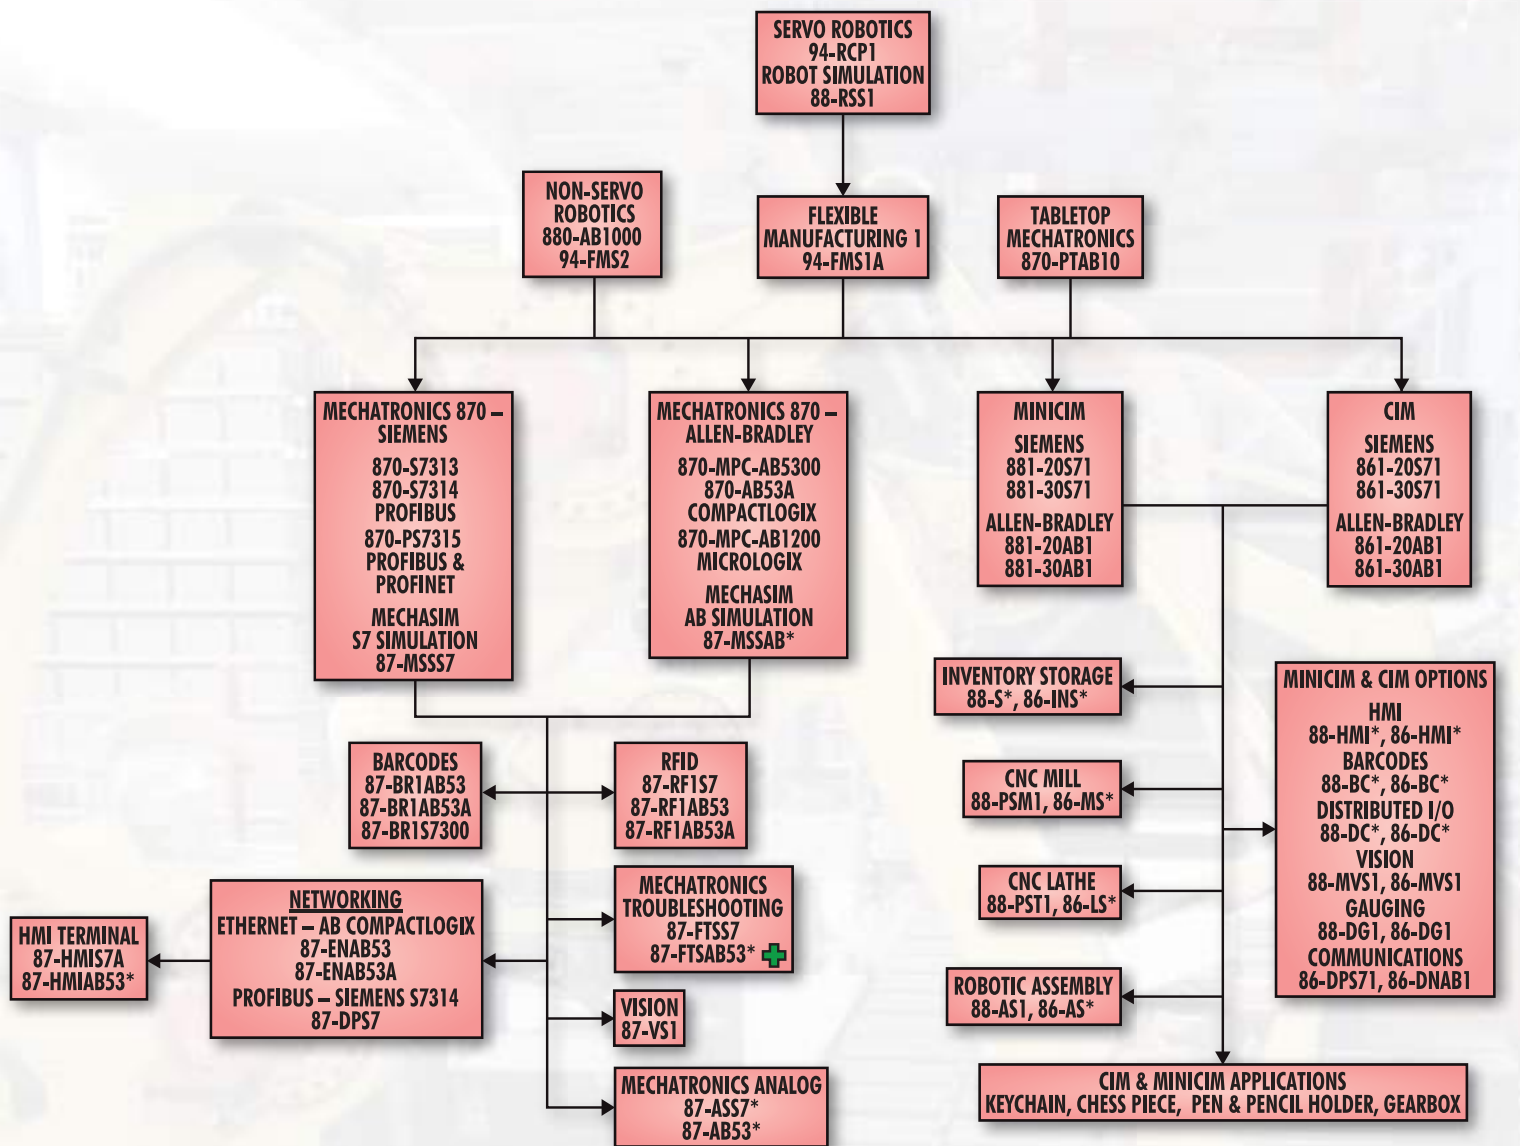 SERVO ROBOTICS
94-RCP1
ROBOT SIMULATION
88-RSS1
NON-SERVO
ROBOTICS
880-AB1000
94-FMS2
FLEXIBLE
MANUFACTURING 1
94-FMS1A
TABLETOP
MECHATRONICS
870-PTAB10
MECHATRONICS 870 –
SIEMENS
870-S7313
870-S7314
PROFIBUS
870-PS7315
PROFIBUS &
PROFINET
MECHASIM
S7 SIMULATION
87-MSSS7
MECHATRONICS 870 –
ALLEN-BRADLEY
870-MPC-AB5300
870-AB53A
COMPACTLOGIX
870-MPC-AB1200
MICROLOGIX
MECHASIM
AB SIMULATION
87-MSSAB*
MINICIM
SIEMENS
881-20S71
881-30S71
ALLEN-BRADLEY
881-20AB1
881-30AB1
CIM
SIEMENS
861-20S71
861-30S71
ALLEN-BRADLEY
861-20AB1
861-30AB1
BARCODES
87-BR1AB53
87-BR1AB53A
87-BR1S7300
RFID
87-RF1S7
87-RF1AB53
87-RF1AB53A
MECHATRONICS
TROUBLESHOOTING
87-FTSS7
87-FTSAB53*
NETWORKING
ETHERNET – AB COMPACTLOGIX
87-ENAB53
87-ENAB53A
PROFIBUS – SIEMENS S7314
87-DPS7
HMI TERMINAL
87-HMIS7A
87-HMIAB53*
VISION
87-VS1
MECHATRONICS ANALOG
87-ASS7*
87-AB53*
INVENTORY STORAGE
88-S*, 86-INS*
CNC MILL
88-PSM1, 86-MS*
CNC LATHE
88-PST1, 86-LS*
ROBOTIC ASSEMBLY
88-AS1, 86-AS*
MINICIM & CIM OPTIONS
HMI
88-HMI*, 86-HMI*
BARCODES
88-BC*, 86-BC*
DISTRIBUTED I/O
88-DC*, 86-DC*
VISION
88-MVS1, 86-MVS1
GAUGING
88-DG1, 86-DG1
COMMUNICATIONS
86-DPS71, 86-DNAB1
CIM & MINICIM APPLICATIONS
KEYCHAIN, CHESS PIECE, PEN & PENCIL HOLDER, GEARBOX